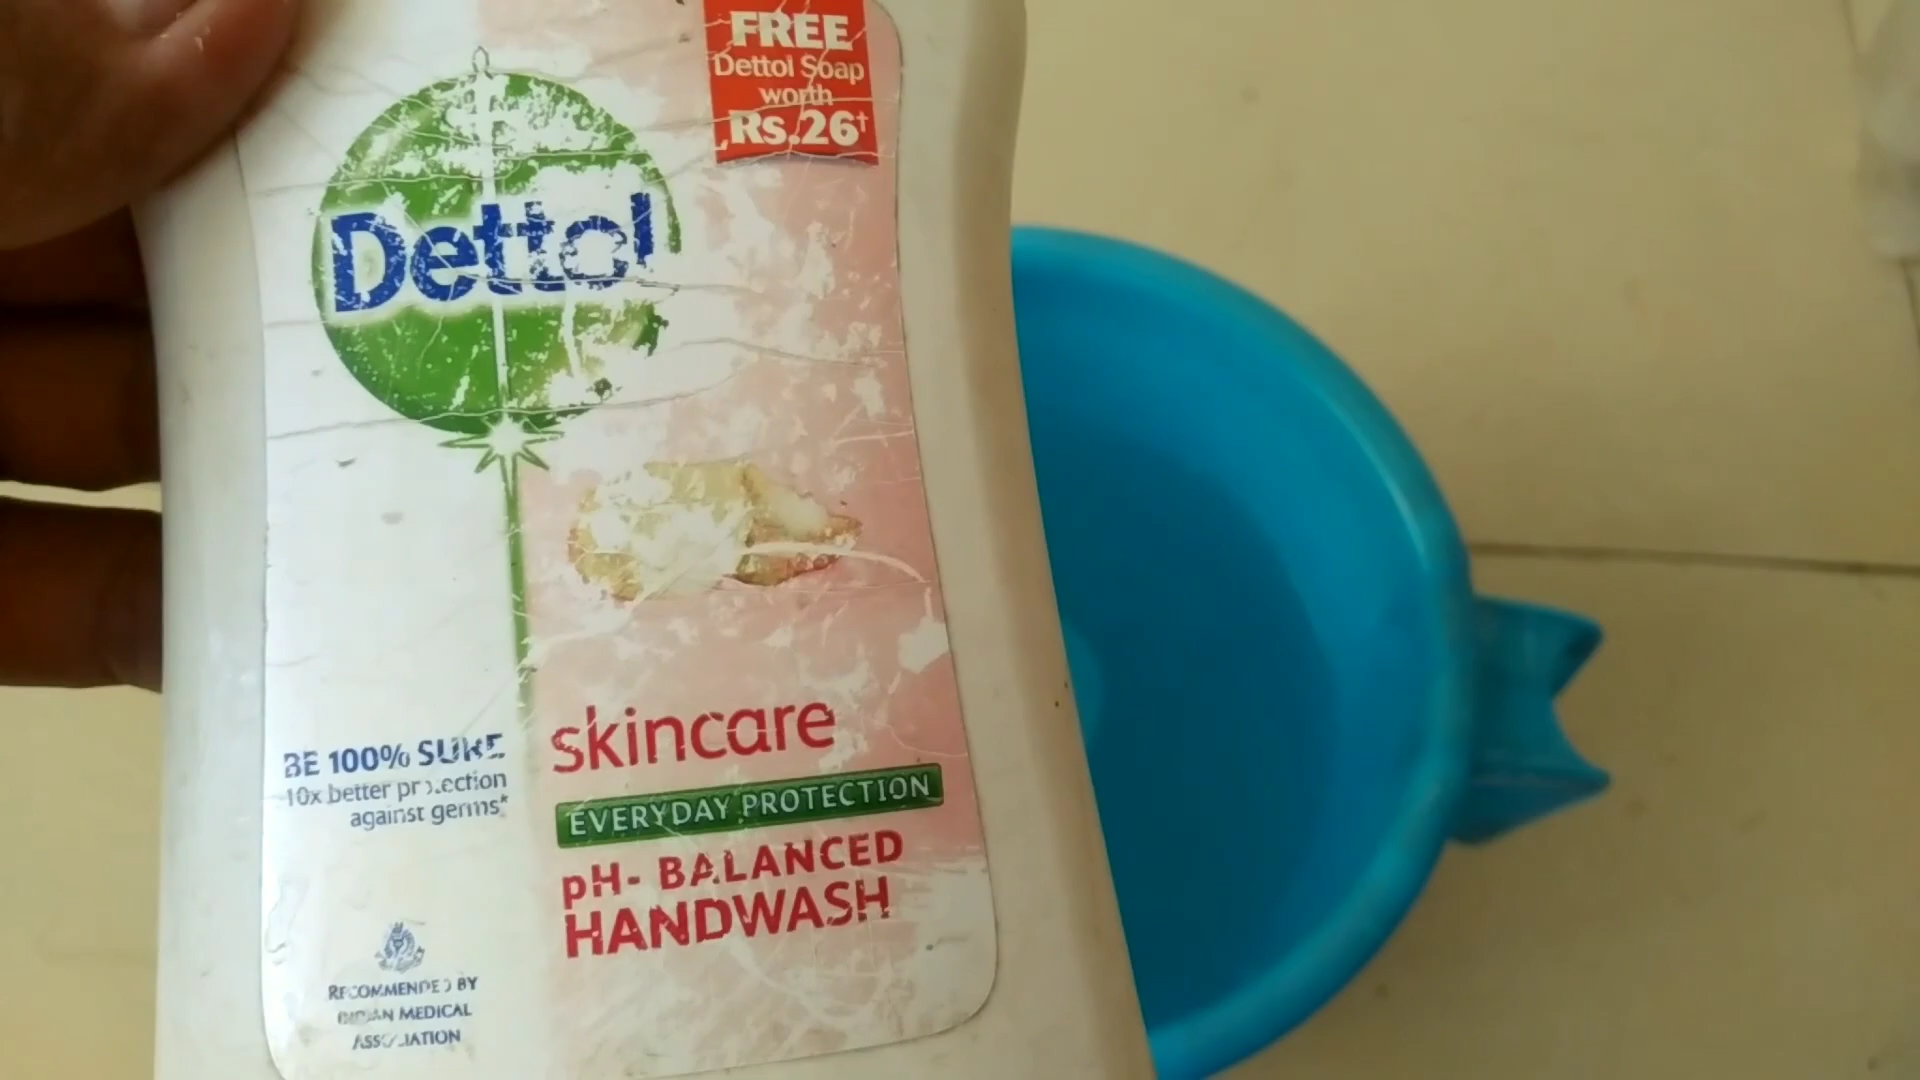 FREE
Dettol Soap
worth
Rs.26†
Dettol
skincare
EVERYDAY PROTECTION
pH- BALANCED
HANDWASH
BE 100% SURE
10x better protection
against germs*
RECOMMENDED BY
INDIAN MEDICAL
ASSOCIATION